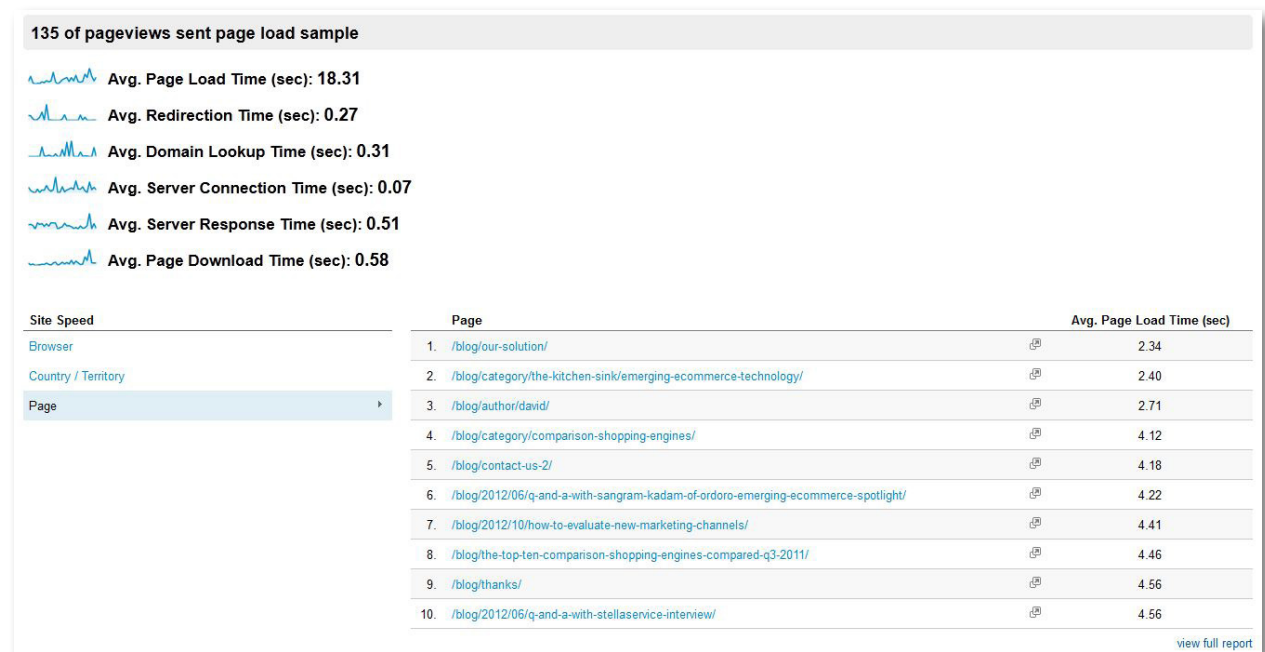 135 of pageviews sent page load sample
Avg. Page Load Time (sec): 18.31
Avg. Redirection Time (sec): 0.27
Avg. Domain Lookup Time (sec): 0.31
Avg. Server Connection Time (sec): 0.07
Avg. Server Response Time (sec): 0.51
Avg. Page Download Time (sec): 0.58
Site Speed
Browser
Country / Territory
Page
Page Avg. Page Load Time (sec)
1. /blog/our-solution/ 2.34
2. /blog/category/the-kitchen-sink/emerging-ecommerce-technology/ 2.40
3. /blog/author/david/ 2.71
4. /blog/category/comparison-shopping-engines/ 4.12
5. /blog/contact-us-2/ 4.18
6. /blog/2012/06/q-and-a-with-sangram-kadam-of-ordoro-emerging-ecommerce-spotlight/ 4.22
7. /blog/2012/10/how-to-evaluate-new-marketing-channels/ 4.41
8. /blog/the-top-ten-comparison-shopping-engines-compared-q3-2011/ 4.46
9. /blog/thanks/ 4.56
10. /blog/2012/06/q-and-a-with-stellaservice-interview/ 4.56
view full report